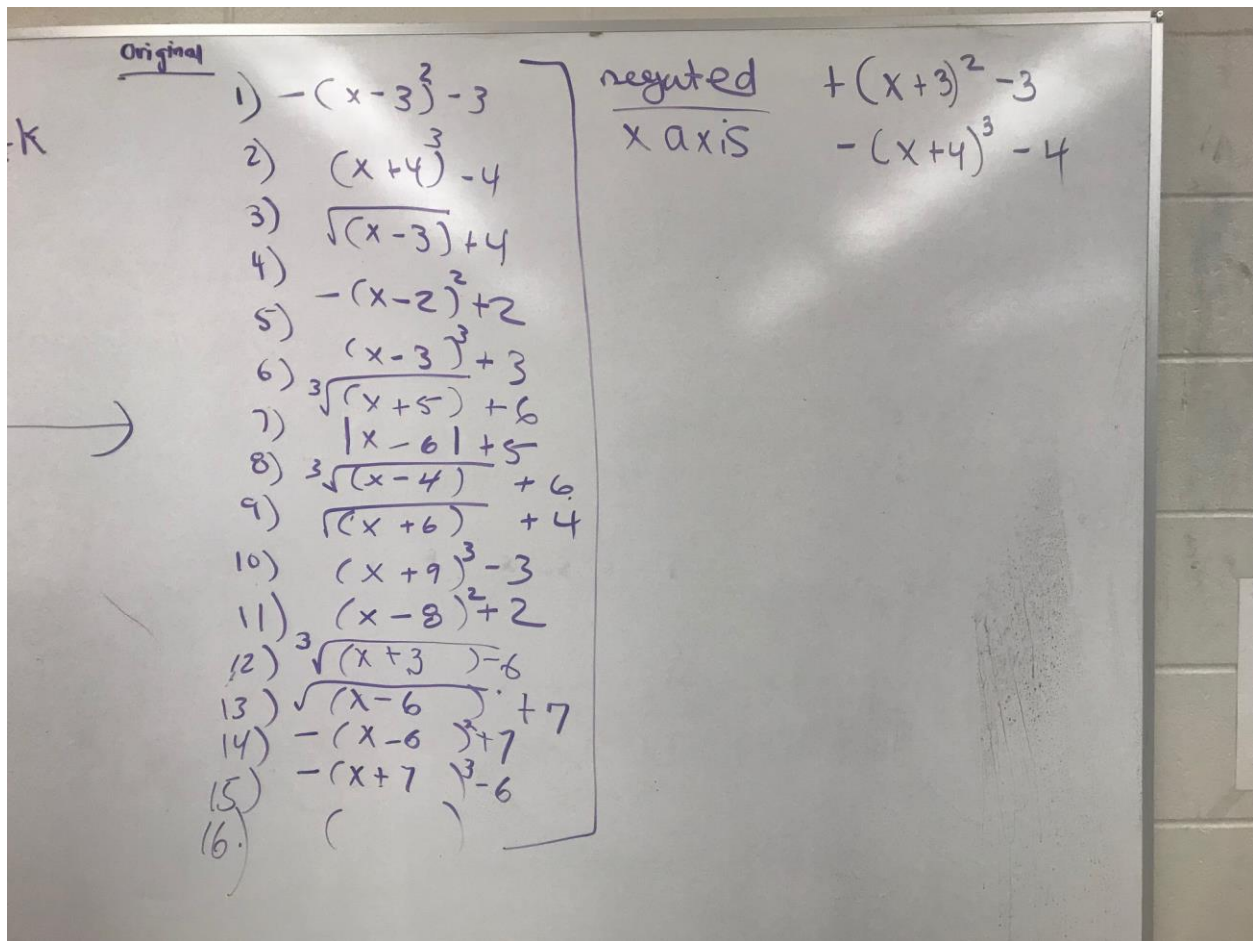 Original
-k
1) -(x-3)²-3
2) (x+4)³-4
3) √(x-3)+4
4) -(x-2)²+2
5) (x-3)³+3
6) ³√(x+5) +6
7) |x-6|+5
8) ³√(x-4) +6
9) √(x+6) +4
10) (x+9)³-3
11) (x-8)²+2
12) ³√(x+3 )-6
13) √(x-6 ) +7
14) -(x-6 )²+7
15) -(x+7 )³-6
16.) ( )
negated +(x+3)²-3
x axis -(x+4)³-4